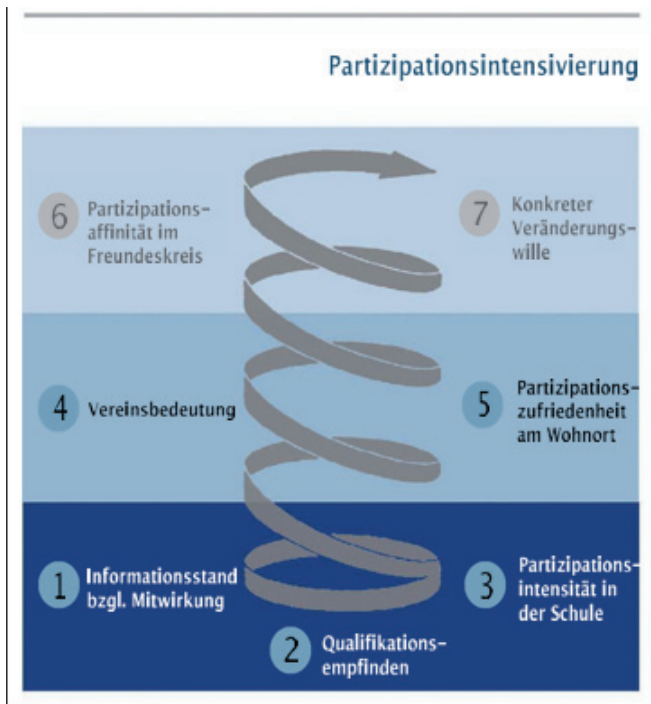 Partizipationsintensivierung
6
Partizipations-
affinität im
Freundeskreis
7
Konkreter
Veränderungs-
wille
4
Vereinsbedeutung
5
Partizipations-
zufriedenheit
am Wohnort
1
Informationsstand
bzgl. Mitwirkung
3
Partizipations-
intensität in
der Schule
2
Qualifikations-
empfinden